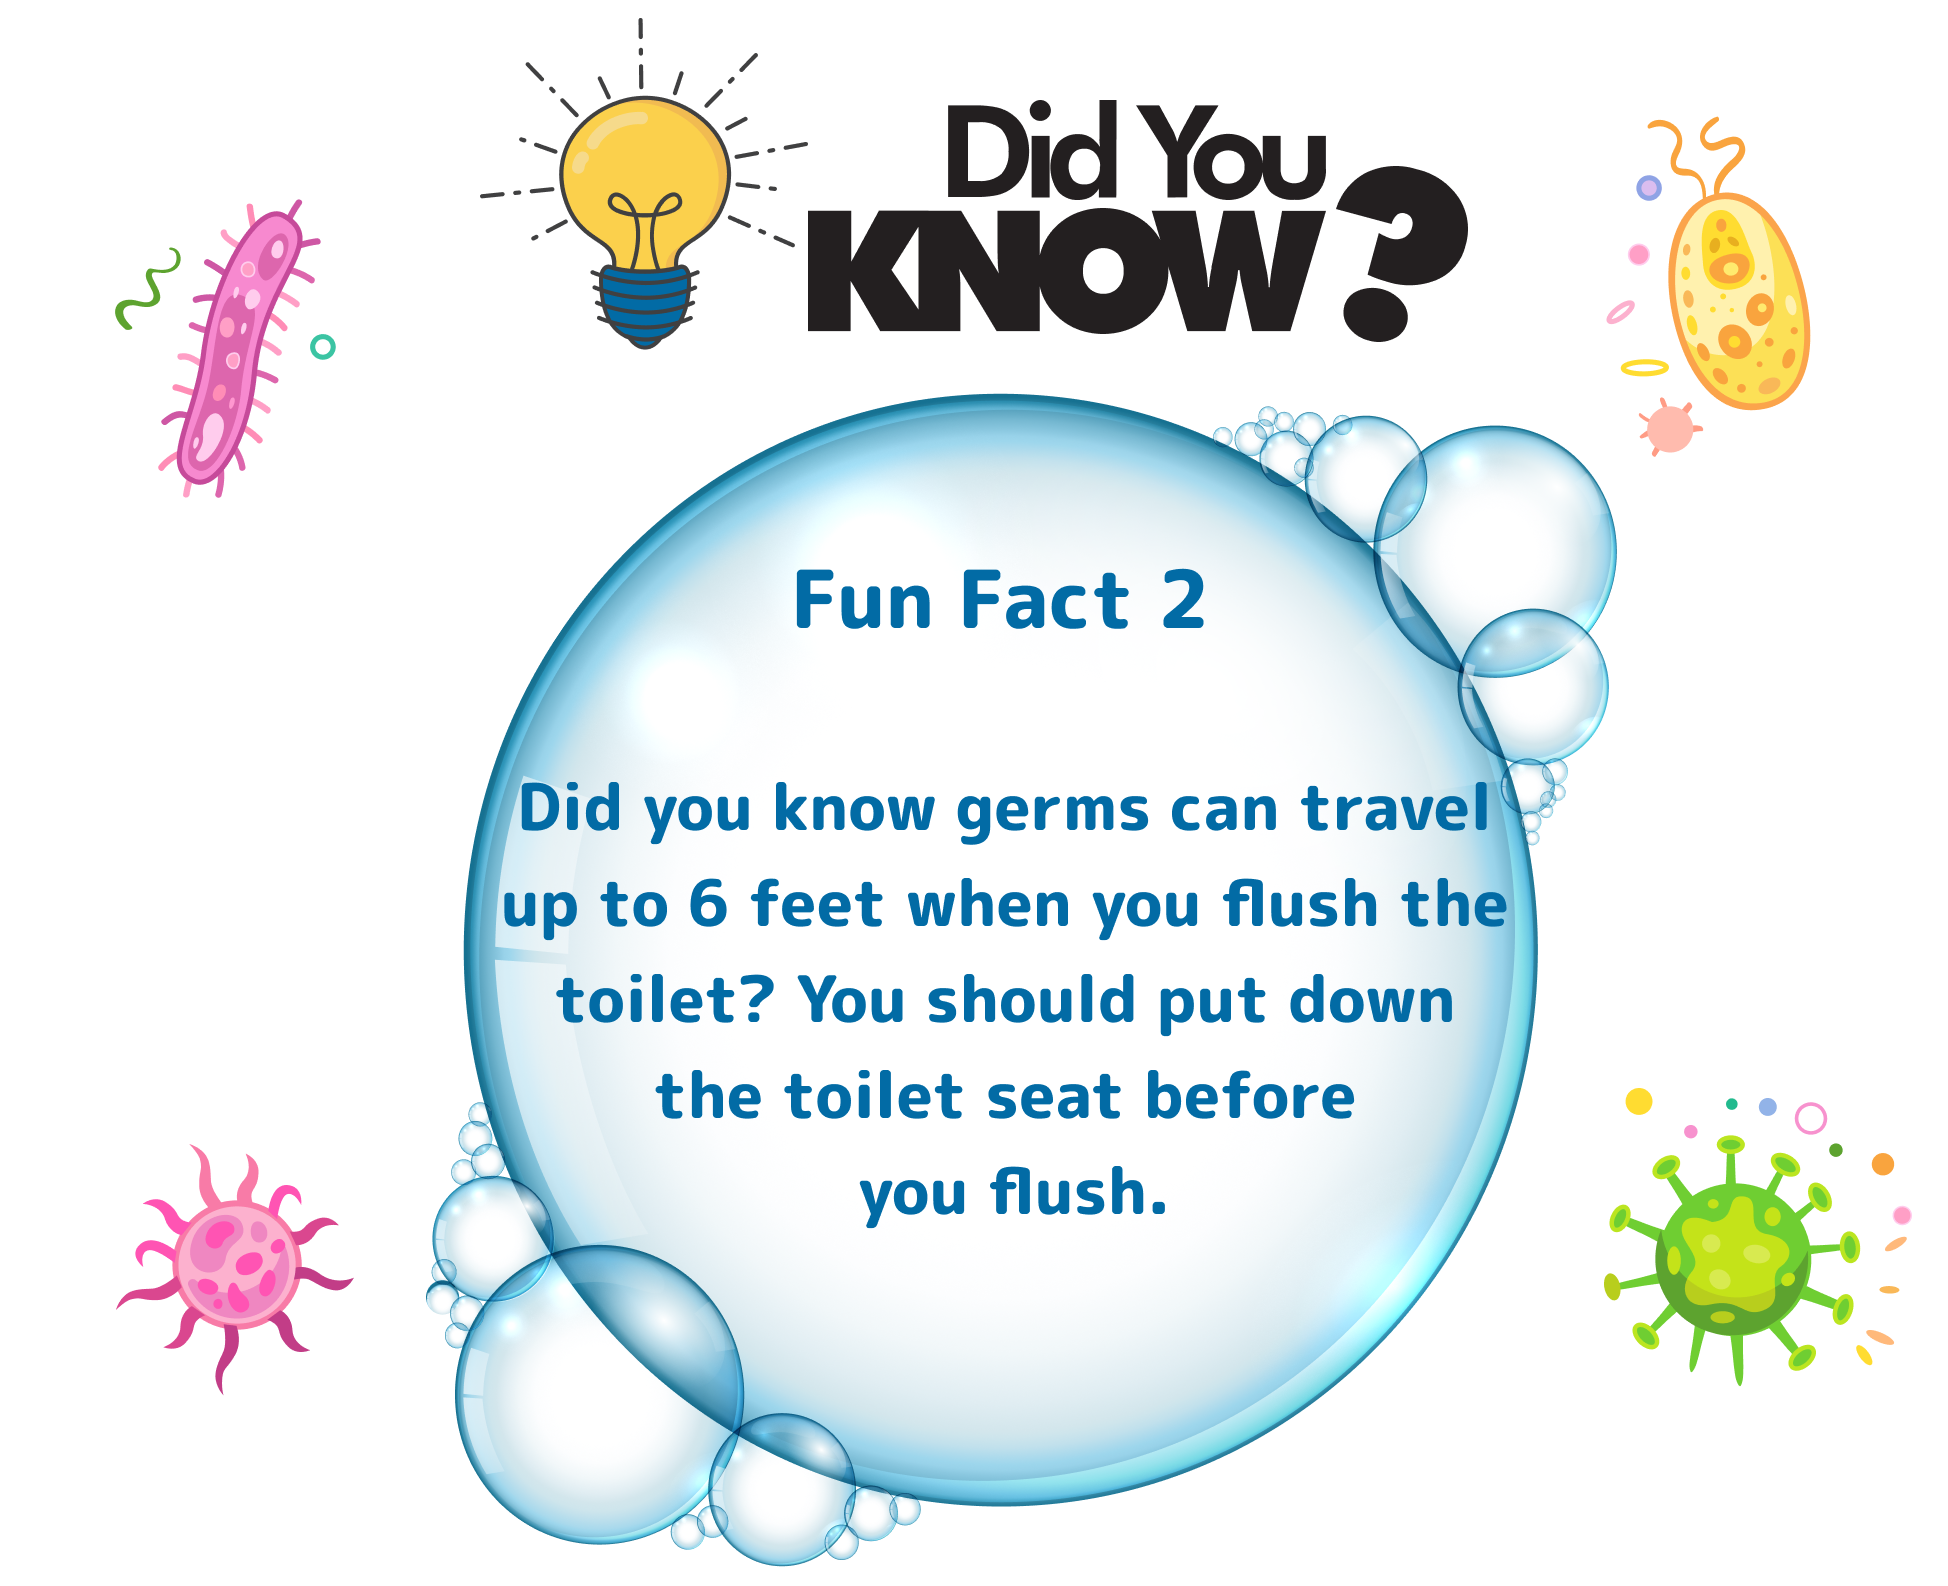 Did You
KNOW?
Fun Fact 2
Did you know germs can travel
up to 6 feet when you flush the
toilet? You should put down
the toilet seat before
you flush.